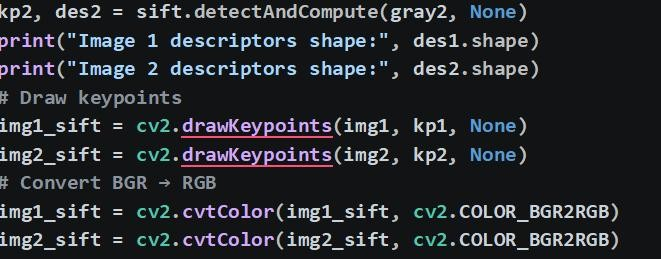 kp2, des2 = sift.detectAndCompute(gray2, None)
print("Image 1 descriptors shape:", des1.shape)
print("Image 2 descriptors shape:", des2.shape)
# Draw keypoints
img1_sift = cv2.drawKeypoints(img1, kp1, None)
img2_sift = cv2.drawKeypoints(img2, kp2, None)
# Convert BGR → RGB
img1_sift = cv2.cvtColor(img1_sift, cv2.COLOR_BGR2RGB)
img2_sift = cv2.cvtColor(img2_sift, cv2.COLOR_BGR2RGB)